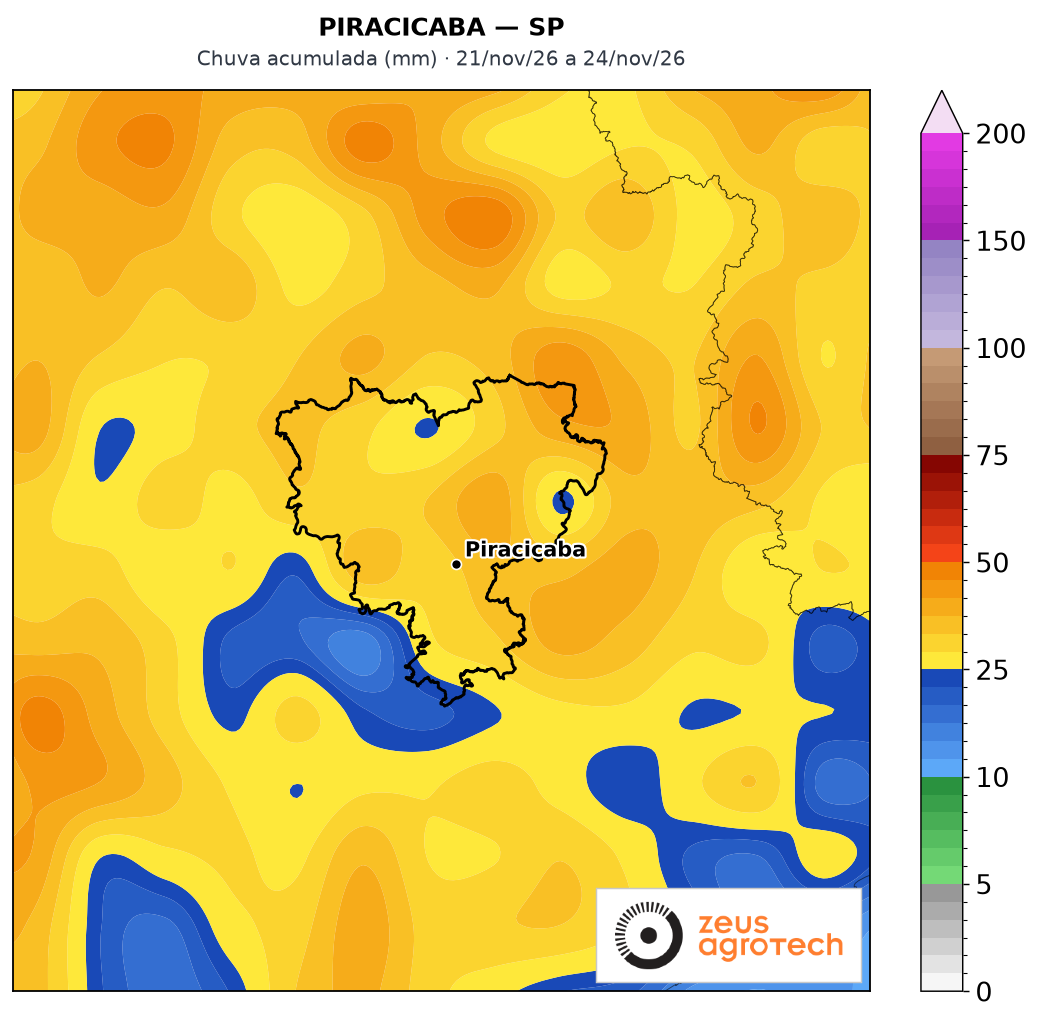 PIRACICABA — SP
Chuva acumulada (mm) · 21/nov/26 a 24/nov/26
200
150
100
75
50
25
10
5
0
Piracicaba
zeus
agrotech